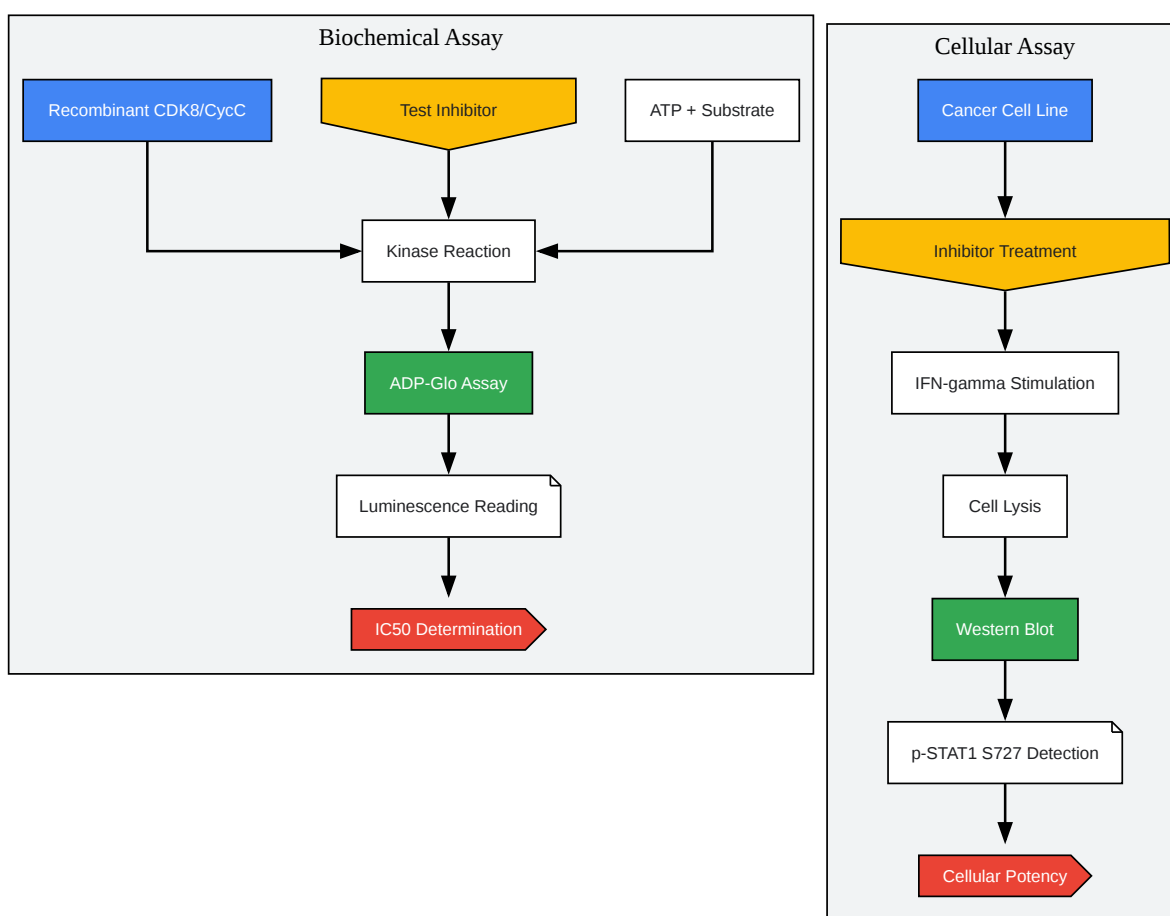 Biochemical Assay
Recombinant CDK8/CycC
Test Inhibitor
ATP + Substrate
Kinase Reaction
ADP-Glo Assay
Luminescence Reading
IC50 Determination
Cellular Assay
Cancer Cell Line
Inhibitor Treatment
IFN-gamma Stimulation
Cell Lysis
Western Blot
p-STAT1 S727 Detection
Cellular Potency